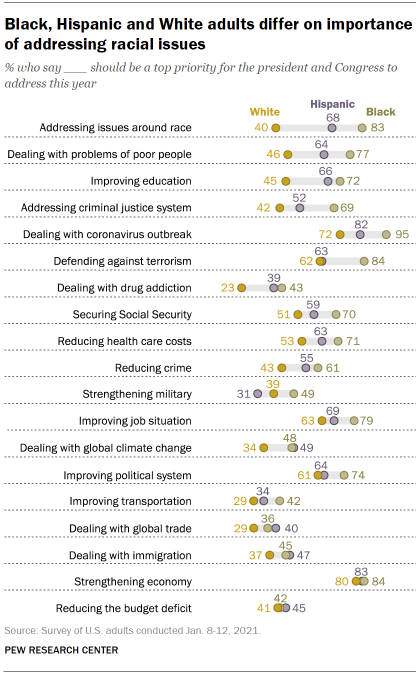 Black, Hispanic and White adults differ on importance
of addressing racial issues
% who say ___ should be a top priority for the president and Congress to
address this year
White Hispanic Black
Addressing issues around race 40 68 83
Dealing with problems of poor people 46 64 77
Improving education 45 66 72
Addressing criminal justice system 42 52 69
Dealing with coronavirus outbreak 72 82 95
Defending against terrorism 62 63 84
Dealing with drug addiction 23 39 43
Securing Social Security 51 59 70
Reducing health care costs 53 63 71
Reducing crime 43 55 61
Strengthening military 31 39 49
Improving job situation 63 69 79
Dealing with global climate change 34 48 49
Improving political system 61 64 74
Improving transportation 29 34 42
Dealing with global trade 29 36 40
Dealing with immigration 37 45 47
Strengthening economy 80 83 84
Reducing the budget deficit 41 42 45
Source: Survey of U.S. adults conducted Jan. 8-12, 2021.
PEW RESEARCH CENTER